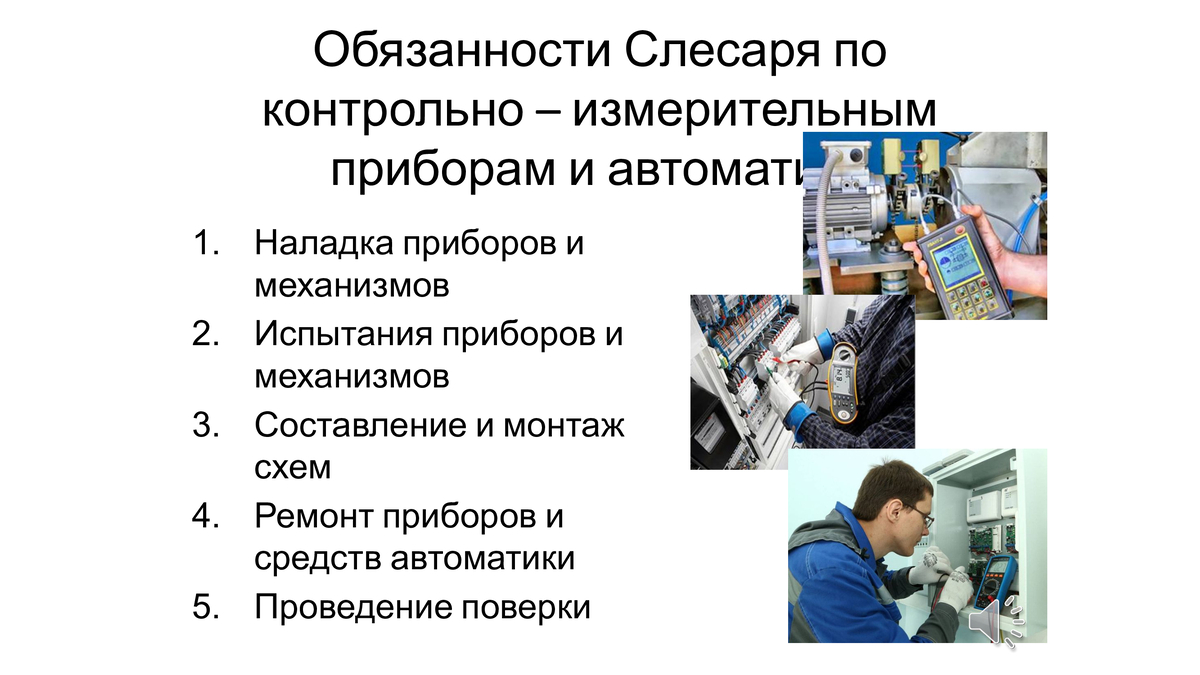 Обязанности Слесаря по
контрольно – измерительным
приборам и автомати
1. Наладка приборов и
механизмов
2. Испытания приборов и
механизмов
3. Составление и монтаж
схем
4. Ремонт приборов и
средств автоматики
5. Проведение поверки